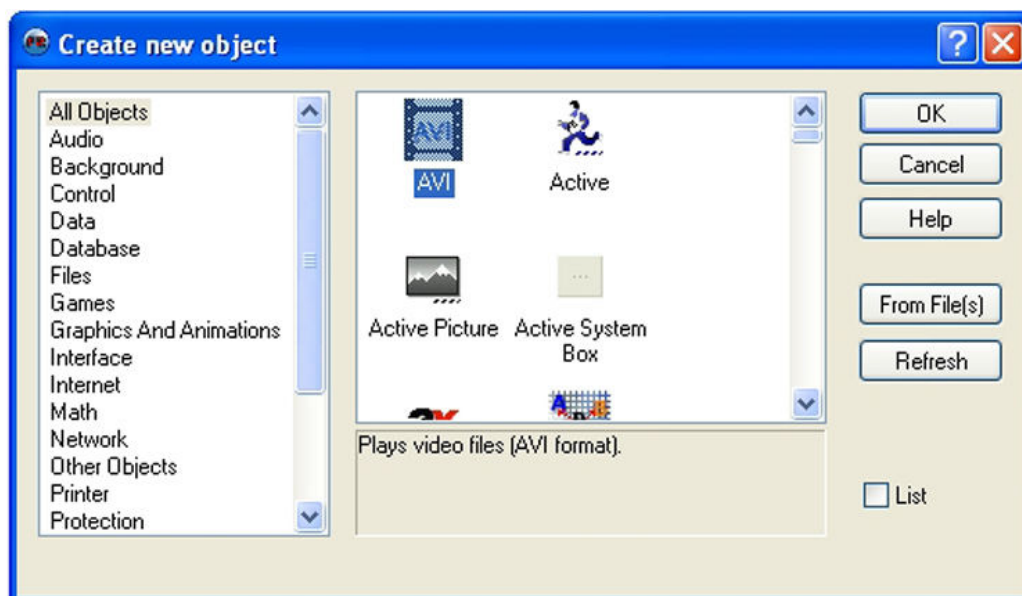 Create new object
All Objects
Audio
Background
Control
Data
Database
Files
Games
Graphics And Animations
Interface
Internet
Math
Network
Other Objects
Printer
Protection
AVI
AVI
Active
Active Picture
Active System
Box
Plays video files (AVI format).
OK
Cancel
Help
From File(s)
Refresh
List